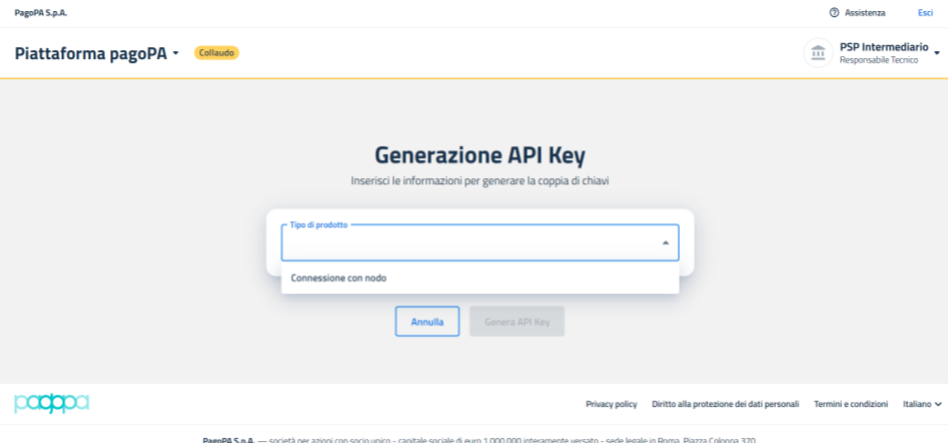 PagoPA S.p.A.
Assistenza
Esci
Piattaforma pagoPA
Collaudo
PSP Intermediario
Responsabile Tecnico
Generazione API Key
Inserisci le informazioni per generare la coppia di chiavi
Tipo di prodotto
Connessione con nodo
Annulla
Genera API Key
pagopa
Privacy policy
Diritto alla protezione dei dati personali
Termini e condizioni
Italiano
PagoPA S.p.A. — società per azioni con socio unico - capitale sociale di euro 1,000,000 interamente versato - sede legale in Roma, Piazza Colonna 370,